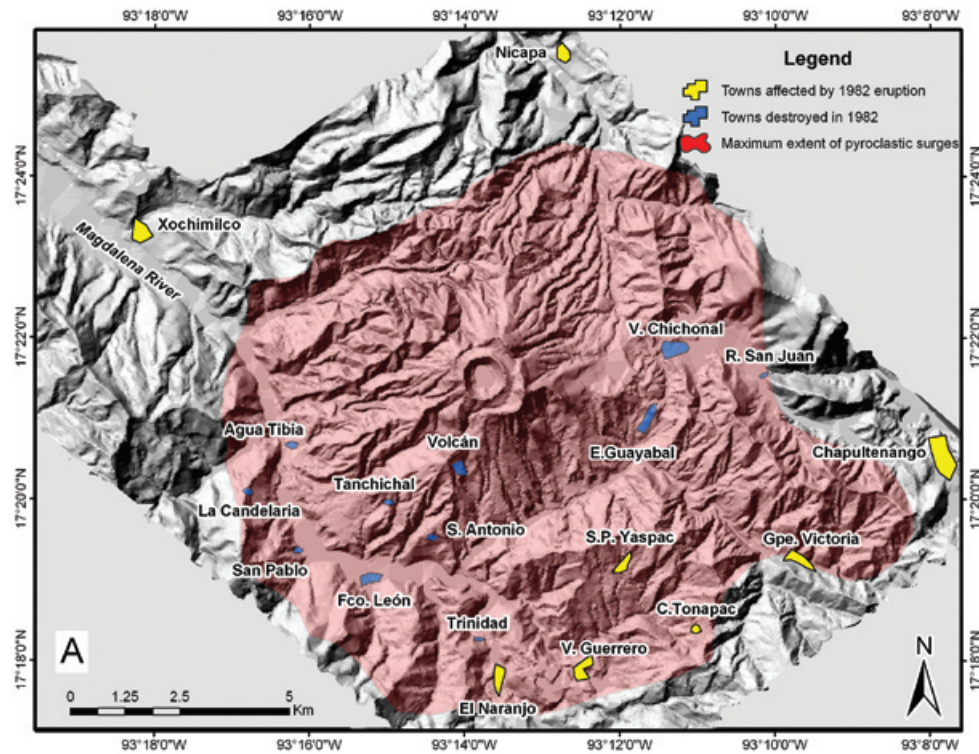 93°18'0"W 93°16'0"W 93°14'0"W 93°12'0"W 93°10'0"W 93°8'0"W
Nicapa
Legend
Towns affected by 1982 eruption
Towns destroyed in 1982
Maximum extent of pyroclastic surges
17°24'0"N
17°24'0"N
Xochimilco
Magdalena River
17°22'0"N
17°22'0"N
V. Chichonal
R. San Juan
Agua Tibia
Volcán
E.Guayabal
Chapultenango
Tanchichal
17°20'0"N
17°20'0"N
La Candelaria
S. Antonio
S.P. Yaspac
Gpe. Victoria
San Pablo
Fco. León
C.Tonapac
Trinidad
V. Guerrero
A
N
17°18'0"N
17°18'0"N
El Naranjo
0 1.25 2.5 5
Km
93°18'0"W 93°16'0"W 93°14'0"W 93°12'0"W 93°10'0"W 93°8'0"W